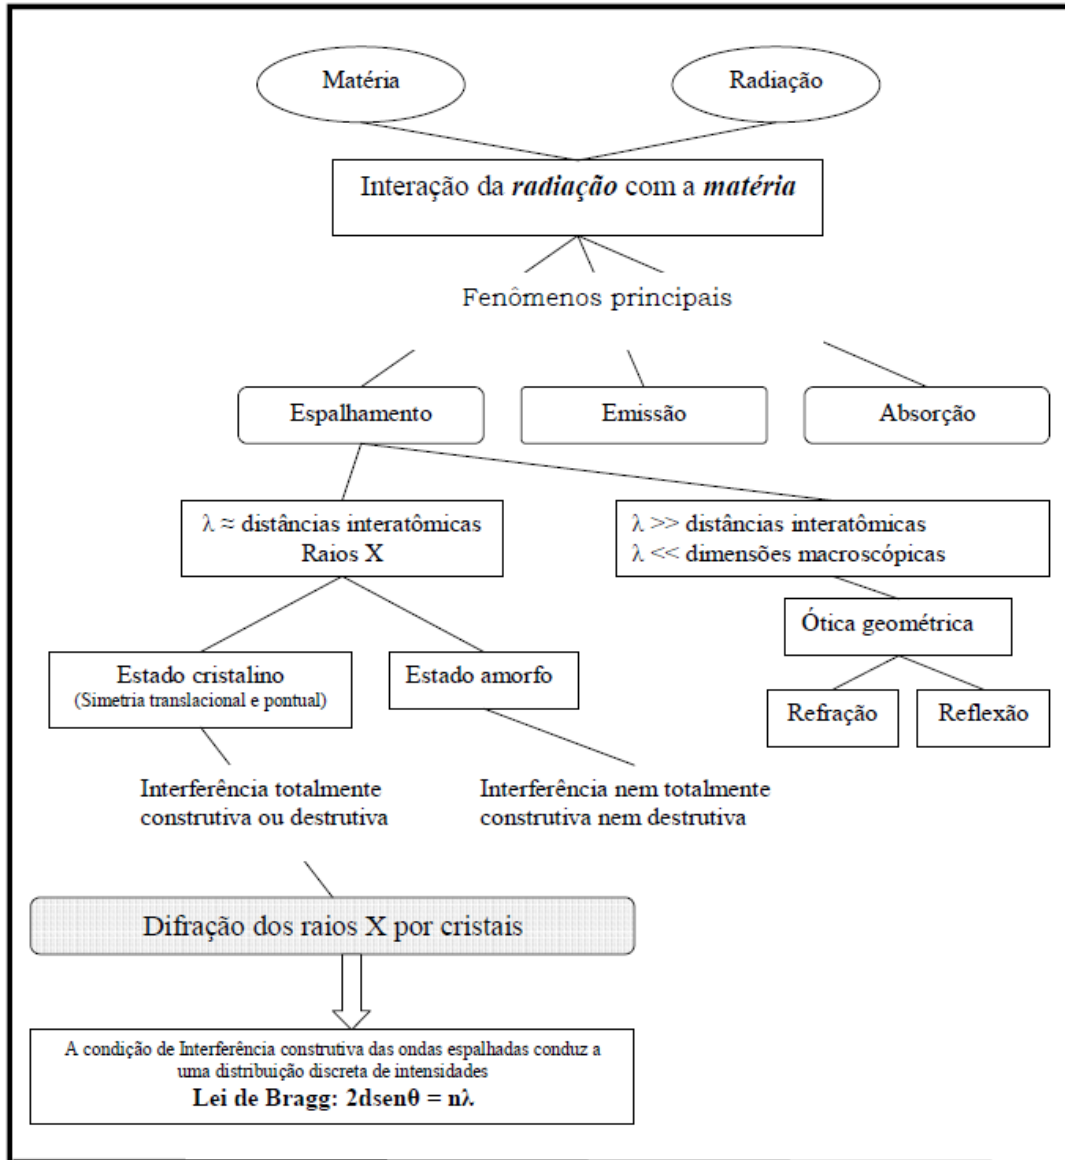 Matéria
Radiação
Interação da radiação com a matéria
Fenômenos principais
Espalhamento
Emissão
Absorção
λ ≈ distâncias interatômicas
Raios X
λ >> distâncias interatômicas
λ << dimensões macroscópicas
Ótica geométrica
Estado cristalino
(Simetria translacional e pontual)
Estado amorfo
Refração
Reflexão
Interferência totalmente
construtiva ou destrutiva
Interferência nem totalmente
construtiva nem destrutiva
Difração dos raios X por cristais
A condição de Interferência construtiva das ondas espalhadas conduz a
uma distribuição discreta de intensidades
Lei de Bragg: 2dsenθ = nλ